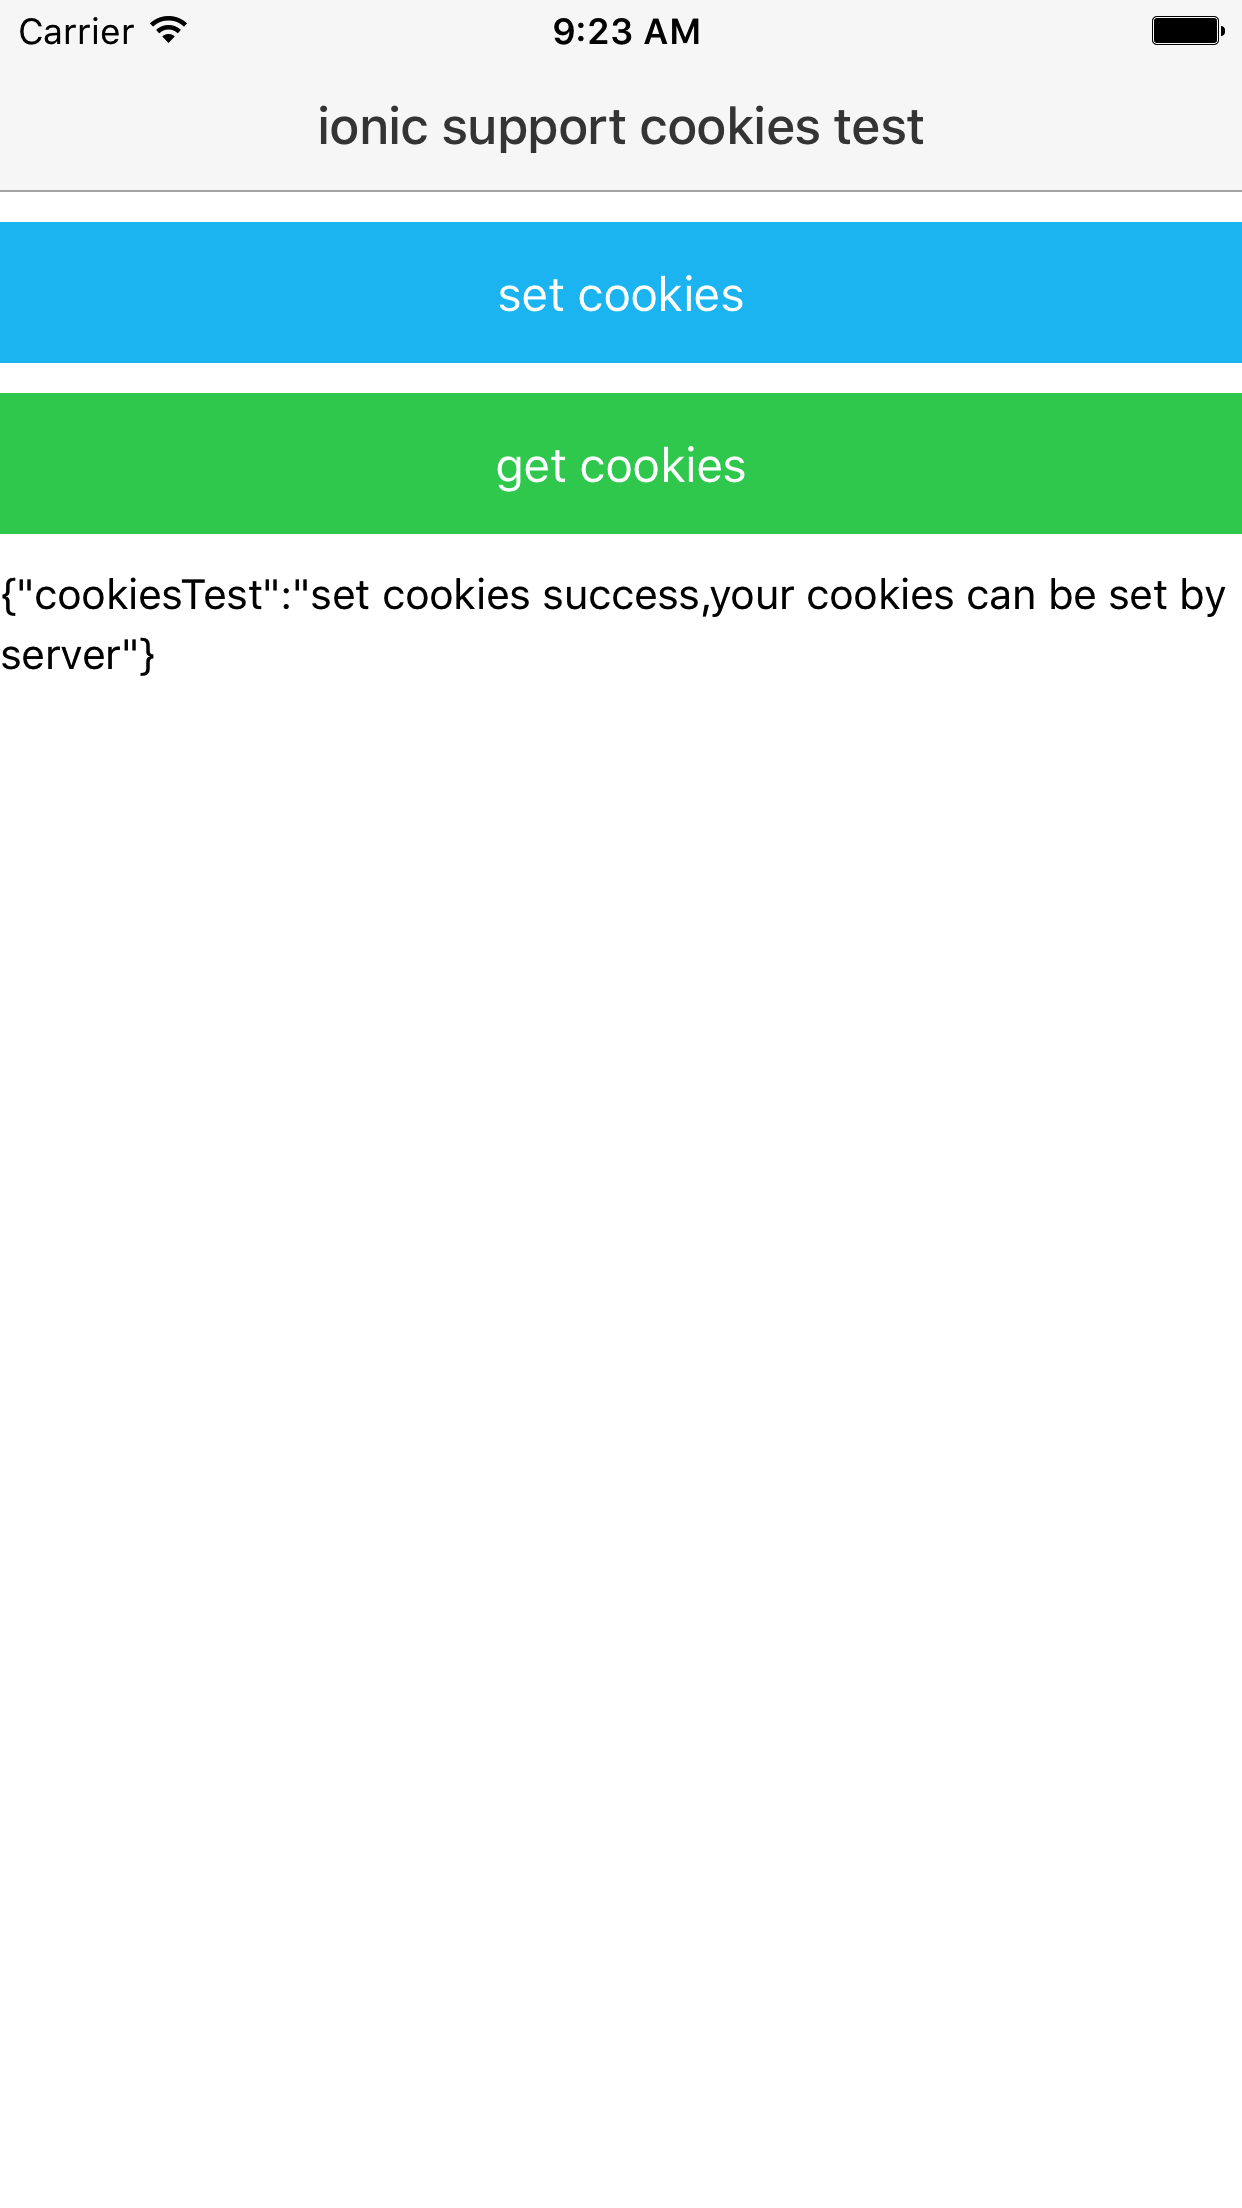 Carrier 9:23 AM
ionic support cookies test
set cookies
get cookies
{"cookiesTest":"set cookies success,your cookies can be set by
server"}